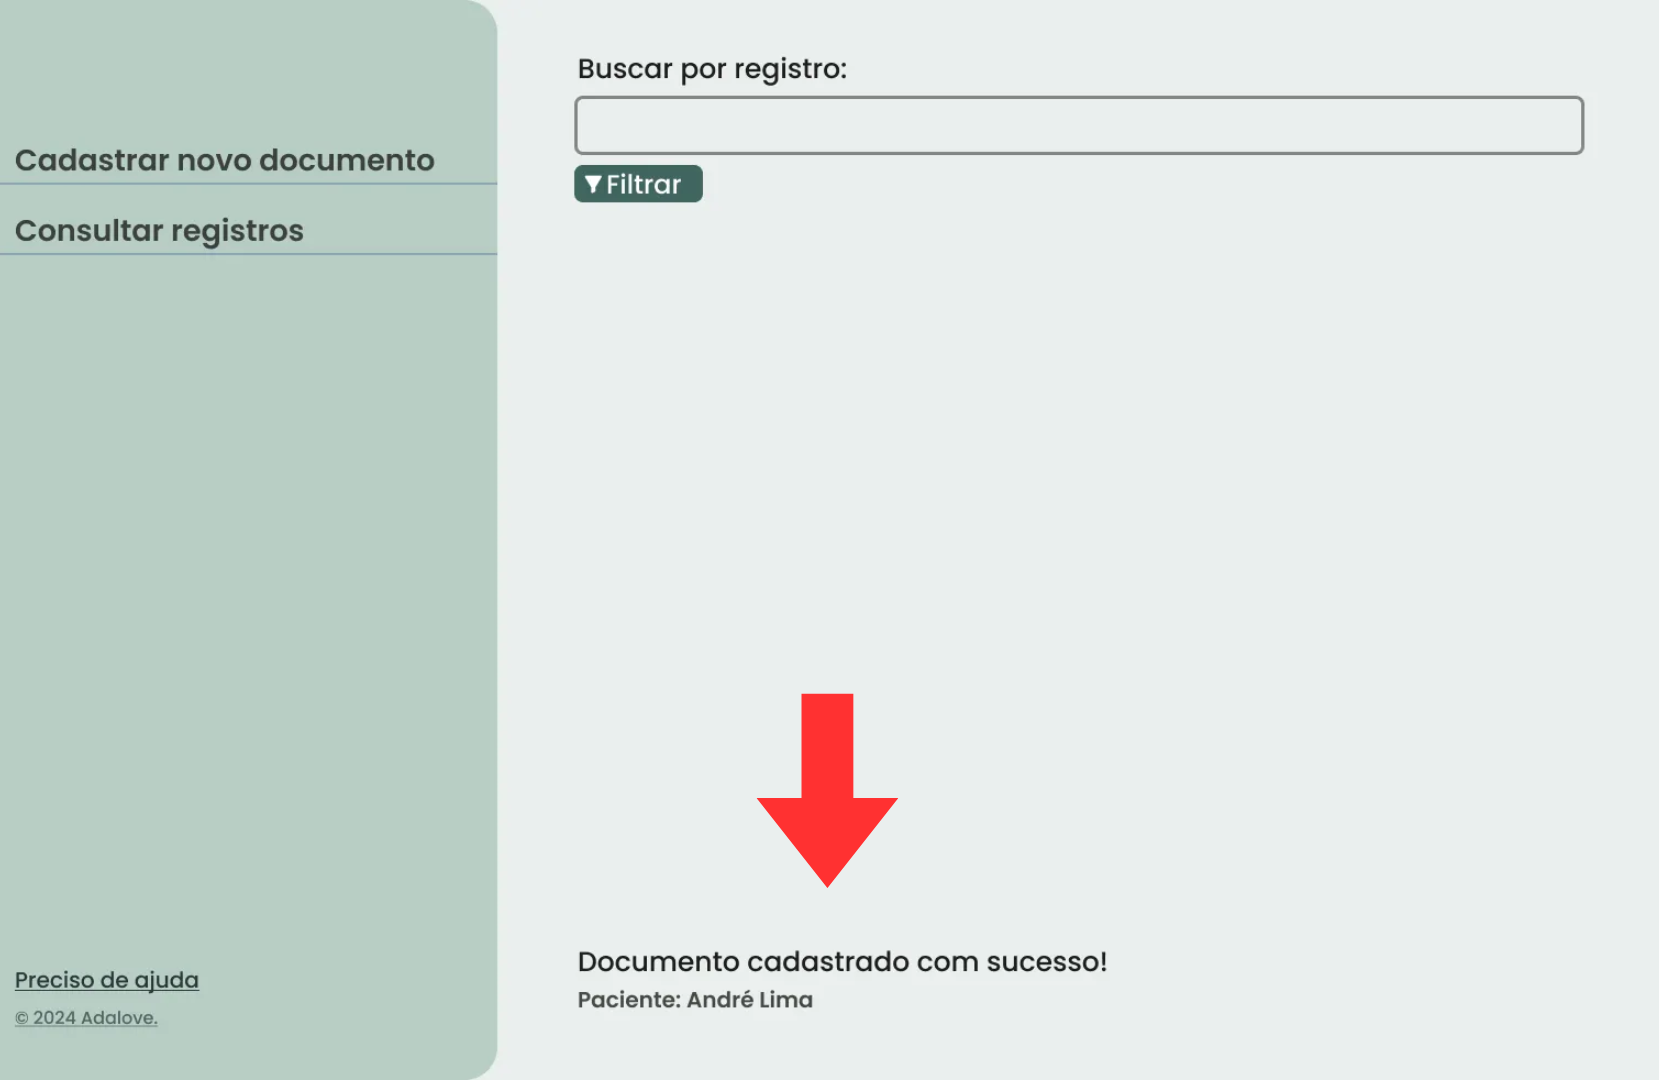 Cadastrar novo documento
Consultar registros
Preciso de ajuda
© 2024 Adalove.
Buscar por registro:
Filtrar
Documento cadastrado com sucesso!
Paciente: André Lima